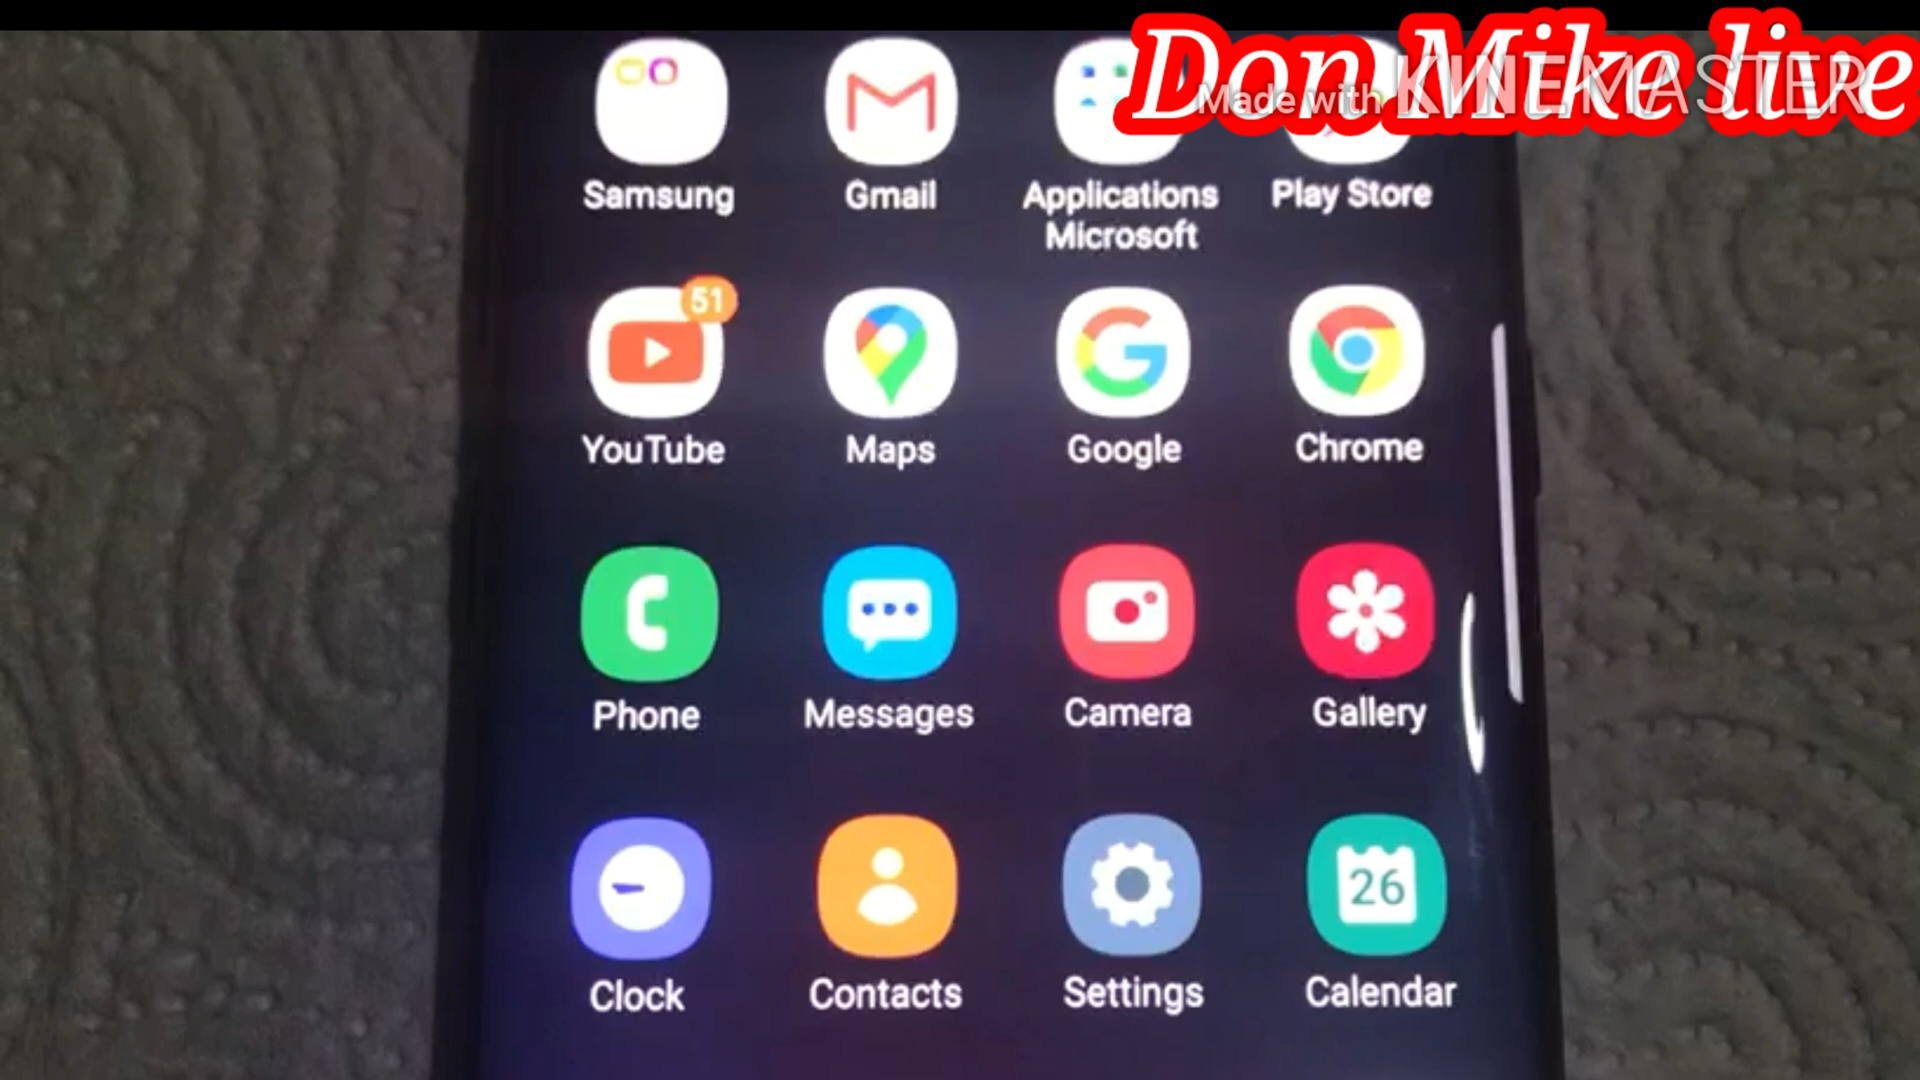 Don Mike live
Made with KINEMASTER
Samsung
Gmail
Applications
Microsoft
Play Store
51
YouTube
Maps
Google
Chrome
Phone
Messages
Camera
Gallery
26
Clock
Contacts
Settings
Calendar